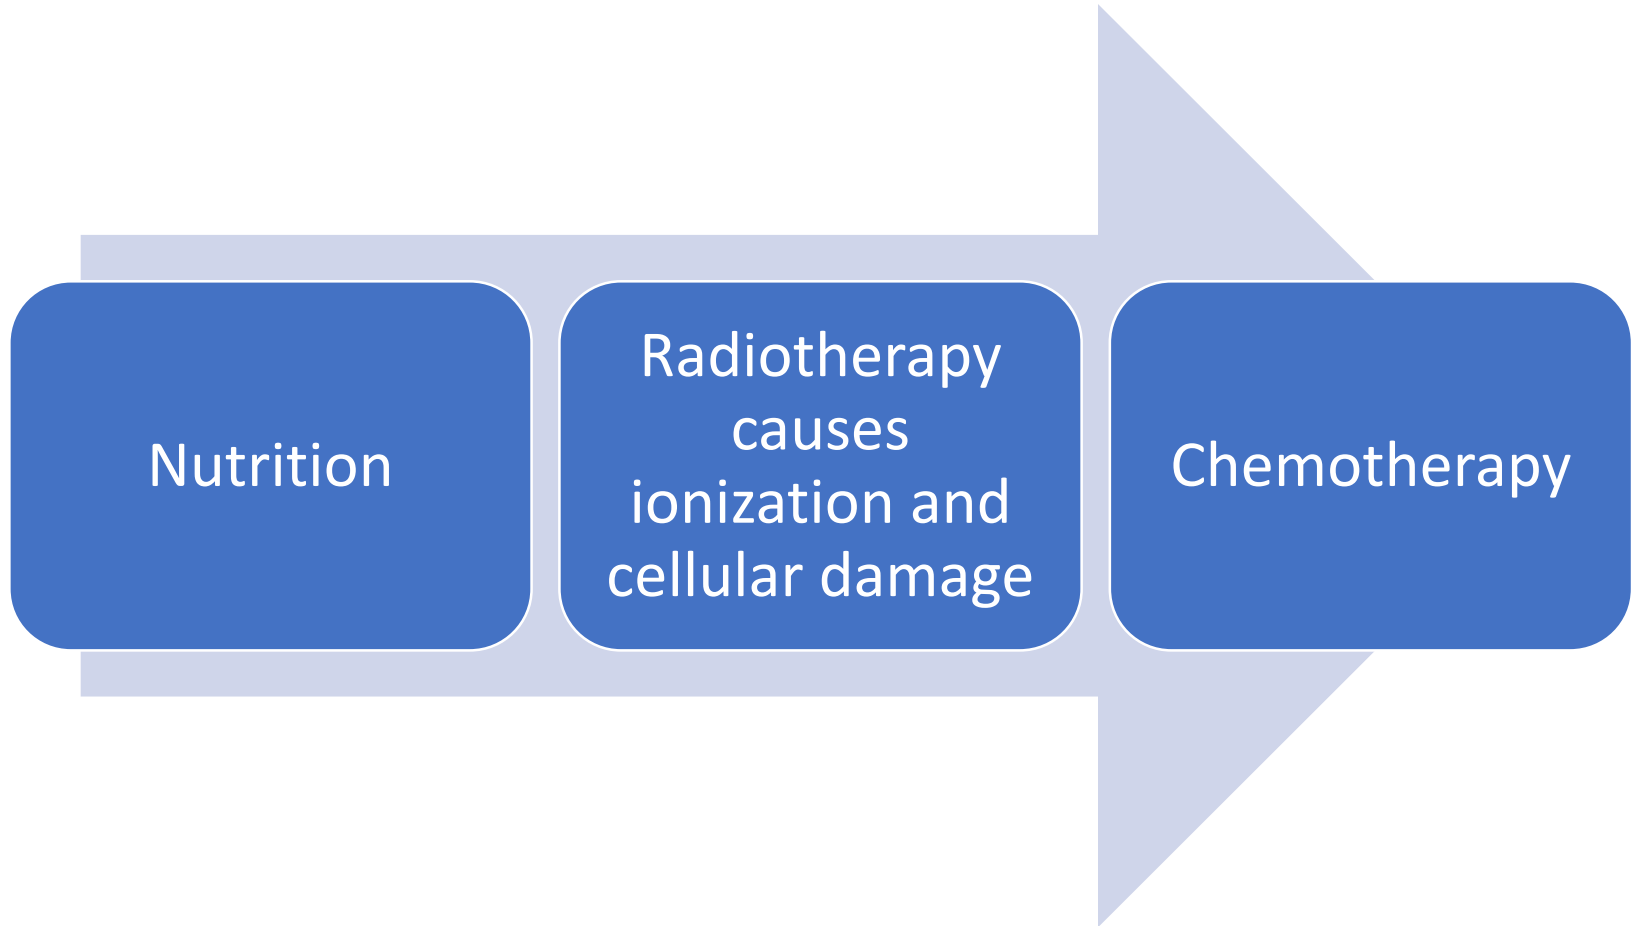 Nutrition
Radiotherapy
causes
ionization and
cellular damage
Chemotherapy